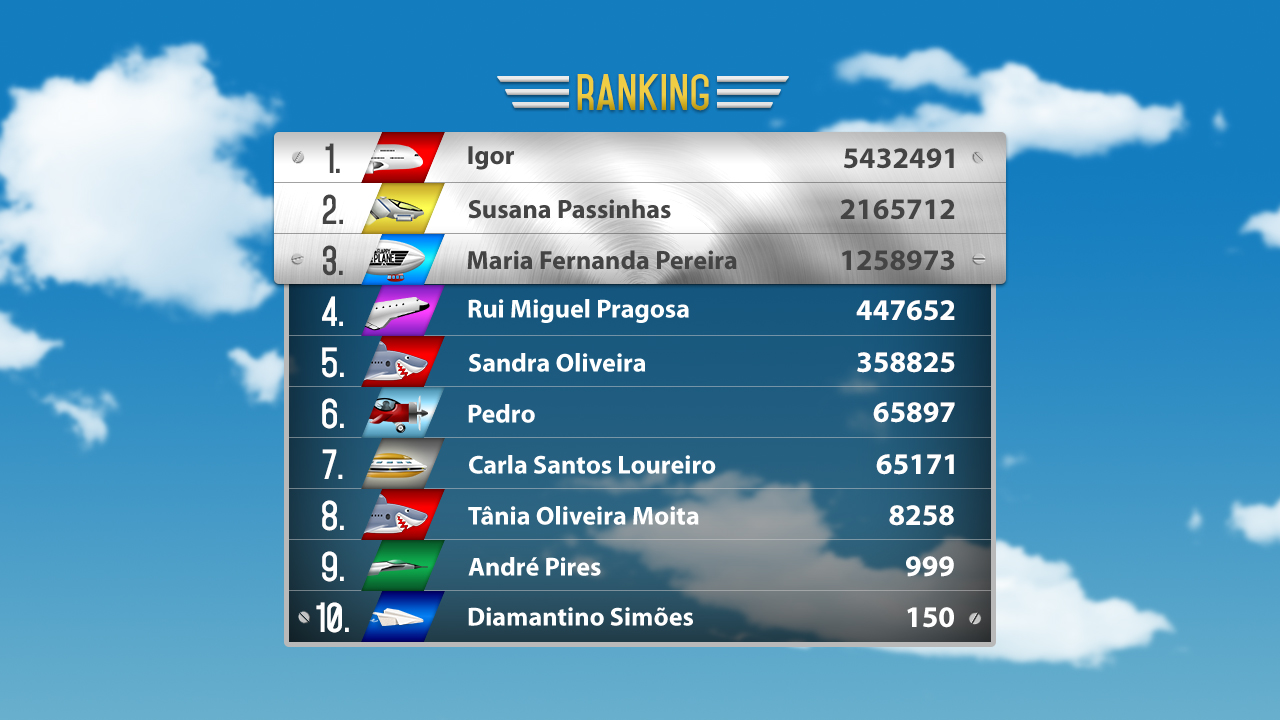 RANKING
1. Igor 5432491
2. Susana Passinhas 2165712
3. Maria Fernanda Pereira 1258973
4. Rui Miguel Pragosa 447652
5. Sandra Oliveira 358825
6. Pedro 65897
7. Carla Santos Loureiro 65171
8. Tânia Oliveira Moita 8258
9. André Pires 999
10. Diamantino Simões 150